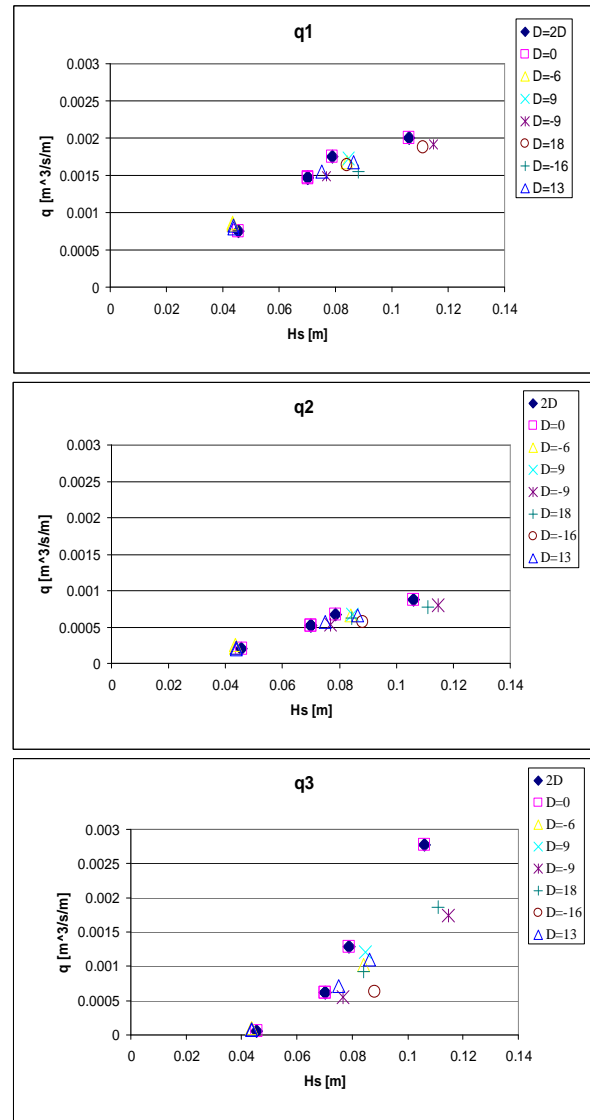 q1
q [m^3/s/m]
0.003
0.0025
0.002
0.0015
0.001
0.0005
0
0 0.02 0.04 0.06 0.08 0.1 0.12 0.14
Hs [m]
D=2D
D=0
D=-6
D=9
D=-9
D=18
D=-16
D=13
q2
q [m^3/s/m]
0.003
0.0025
0.002
0.0015
0.001
0.0005
0
0 0.02 0.04 0.06 0.08 0.1 0.12 0.14
Hs [m]
2D
D=0
D=-6
D=9
D=-9
D=18
D=-16
D=13
q3
q [m^3/s/m]
0.003
0.0025
0.002
0.0015
0.001
0.0005
0
0.00 0.02 0.04 0.06 0.08 0.10 0.12 0.14
Hs [m]
2D
D=0
D=-6
D=9
D=-9
D=18
D=-16
D=13